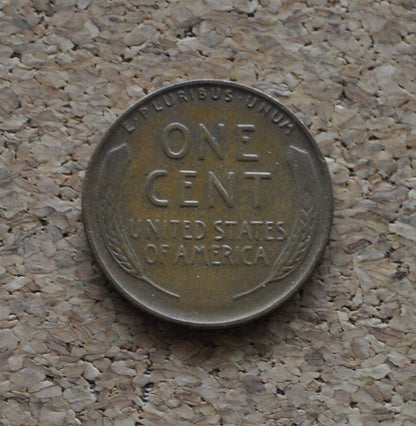 E·PLURIBUS·UNUM
ONE
CENT
UNITED STATES
OF AMERICA